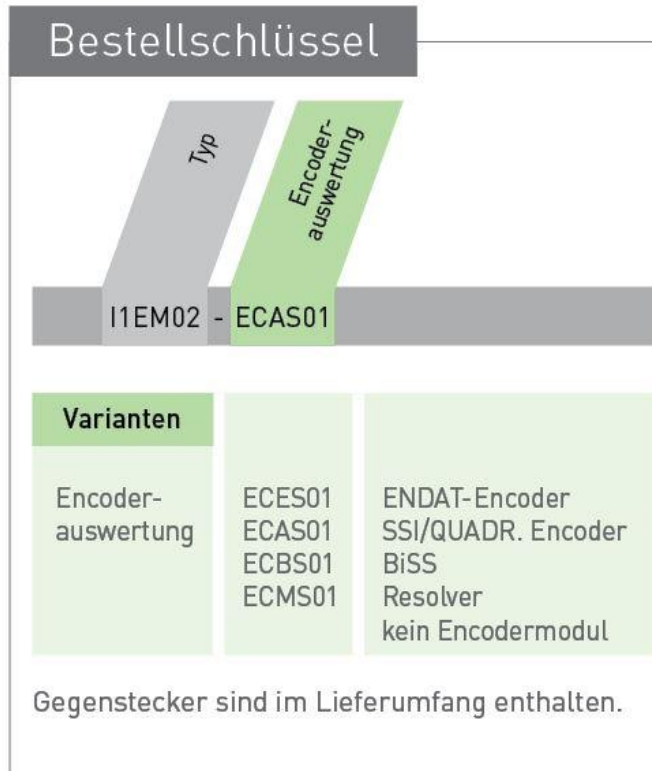 Bestellschlüssel
Typ
Encoder-
auswertung
I1EM02 - ECAS01
Varianten
Encoder-
auswertung
ECES01 ENDAT-Encoder
ECAS01 SSI/QUADR. Encoder
ECBS01 BiSS
ECMS01 Resolver
kein Encodermodul
Gegenstecker sind im Lieferumfang enthalten.